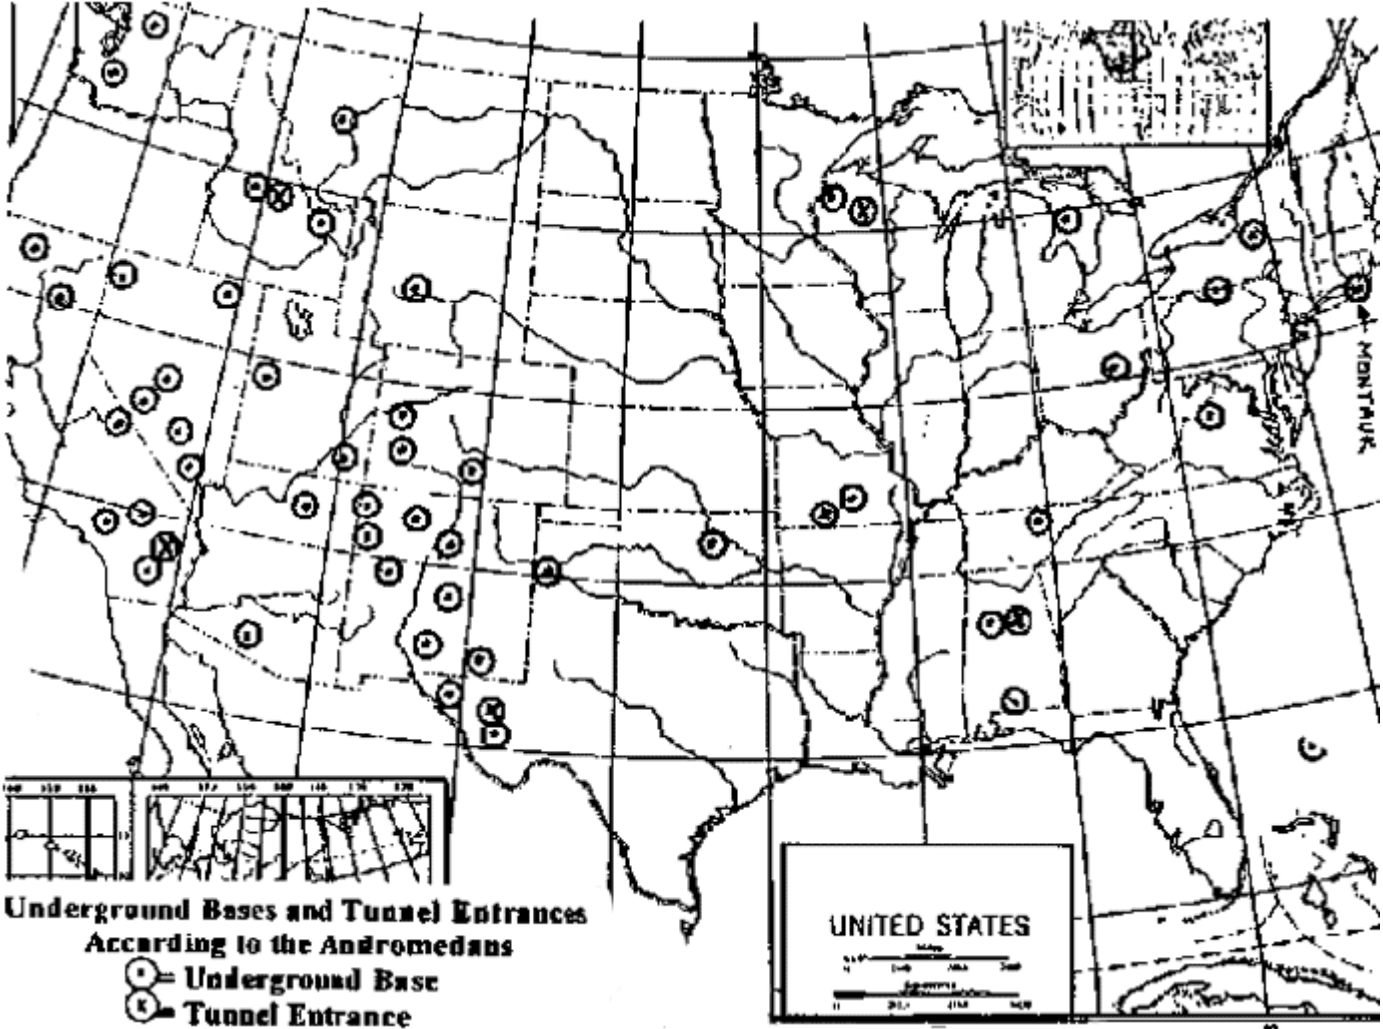 MONTAUK
Underground Bases and Tunnel Entrances
According to the Andromedans
= Underground Base
x = Tunnel Entrance
UNITED STATES